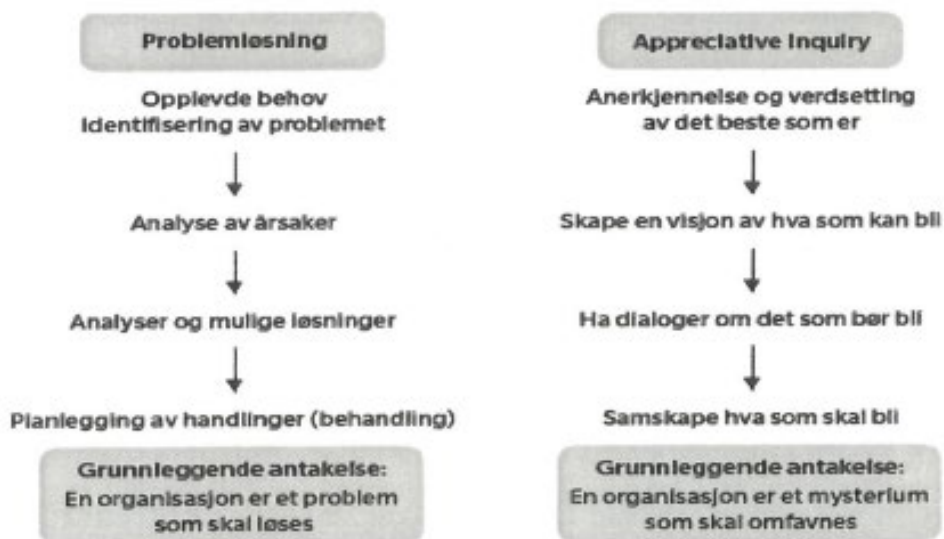 Problemløsning
Opplevde behov
Identifisering av problemet
Analyse av årsaker
Analyser og mulige løsninger
Planlegging av handlinger (behandling)
Grunnleggende antakelse:
En organisasjon er et problem
som skal løses
Appreciative Inquiry
Anerkjennelse og verdsetting
av det beste som er
Skape en visjon av hva som kan bli
Ha dialoger om det som bør bli
Samskape hva som skal bli
Grunnleggende antakelse:
En organisasjon er et mysterium
som skal omfavnes